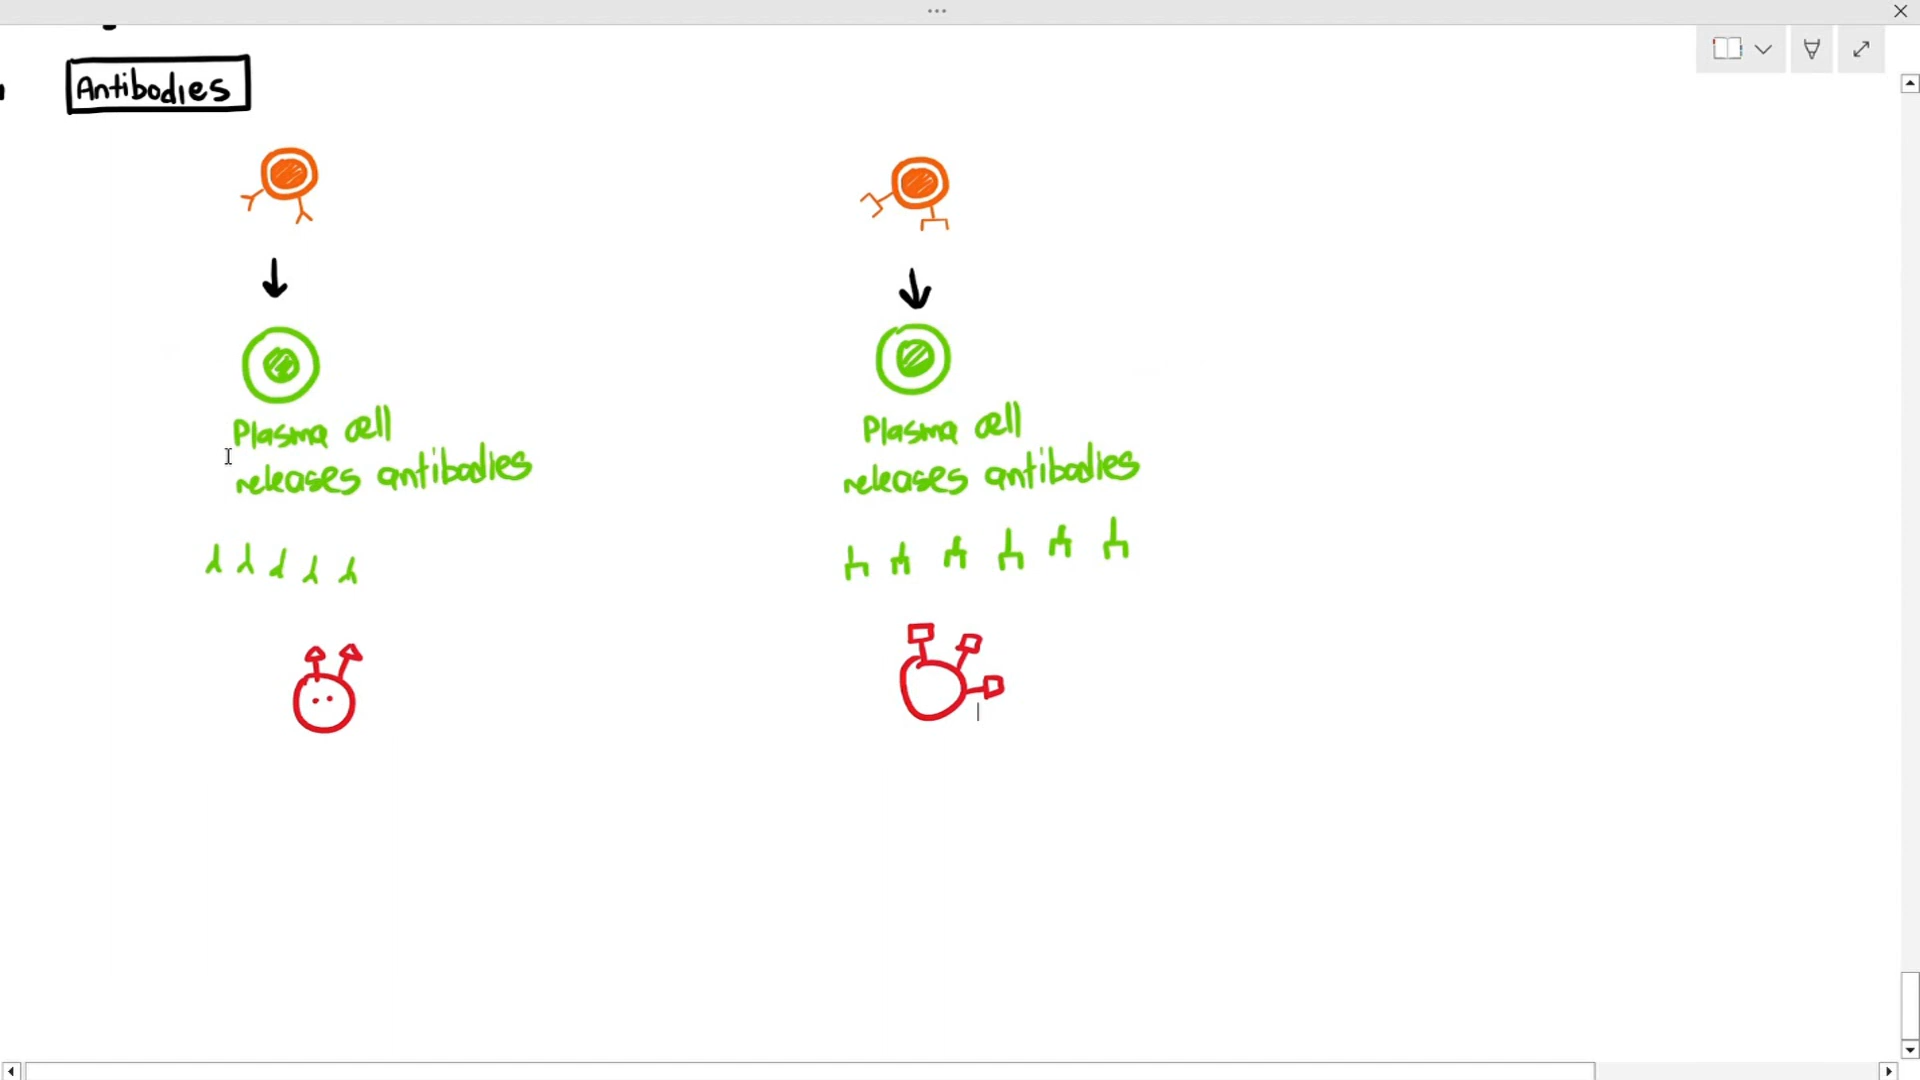 Antibodies
Plasma cell
releases antibodies
Plasma cell
releases antibodies